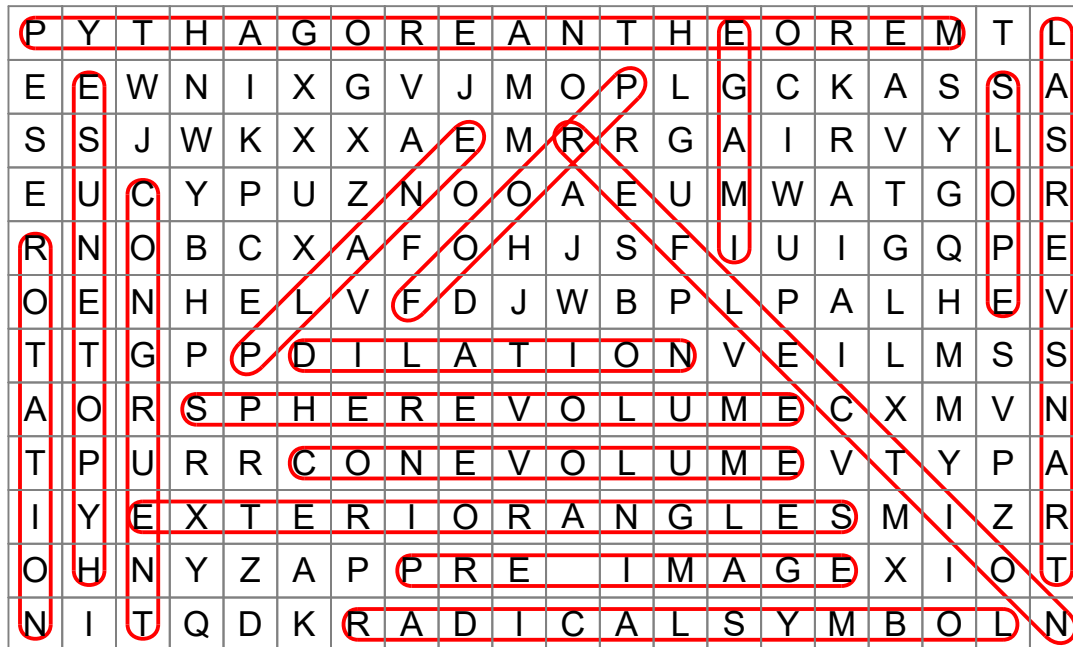 P Y T H A G O R E A N T H E O R E M T L
E E W N I X G V J M O P L G C K A S S A
S S J W K X X A E M R R G A I R V Y L S
E U C Y P U Z N O O A E U M W A T G O R
R N O B C X A F O H J S F I U I G Q P E
O E N H E L V F D J W B P L P A L H E V
T T G P P D I L A T I O N V E I L M S S
A O R S P H E R E V O L U M E C X M V N
T P U R R C O N E V O L U M E V T Y P A
I Y E X T E R I O R A N G L E S M I Z R
O H N Y Z A P P R E I M A G E X I O T
N I T Q D K R A D I C A L S Y M B O L N